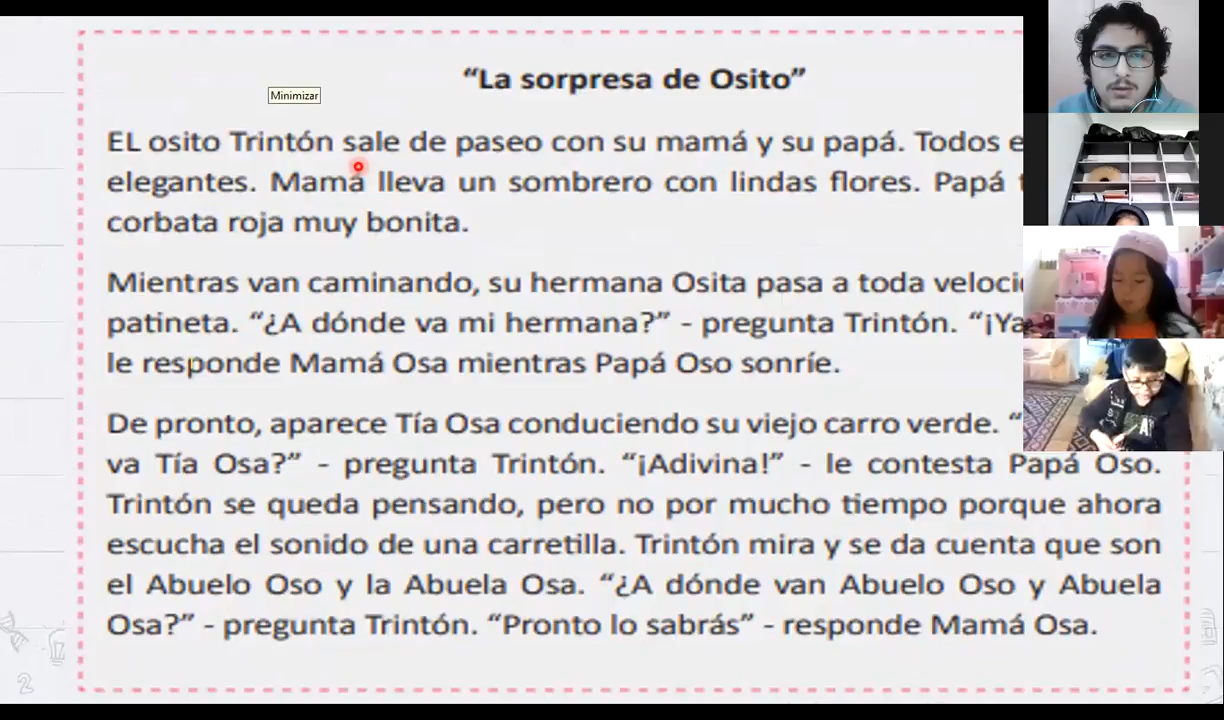 “La sorpresa de Osito”
Minimizar
EL osito Trintón sale de paseo con su mamá y su papá. Todos
elegantes. Mamá lleva un sombrero con lindas flores. Papá
corbata roja muy bonita.
Mientras van caminando, su hermana Osita pasa a toda
patineta. “¿A dónde va mi hermana?” - pregunta Trintón.
le responde Mamá Osa mientras Papá Oso sonríe.
De pronto, aparece Tía Osa conduciendo su viejo carro verde. “
va Tía Osa?” - pregunta Trintón. “¡Adivina!” - le contesta Papá Oso.
Trintón se queda pensando, pero no por mucho tiempo porque ahora
escucha el sonido de una carretilla. Trintón mira y se da cuenta que son
el Abuelo Oso y la Abuela Osa. “¿A dónde van Abuelo Oso y Abuela
Osa?” - pregunta Trintón. “Pronto lo sabrás” - responde Mamá Osa.
2